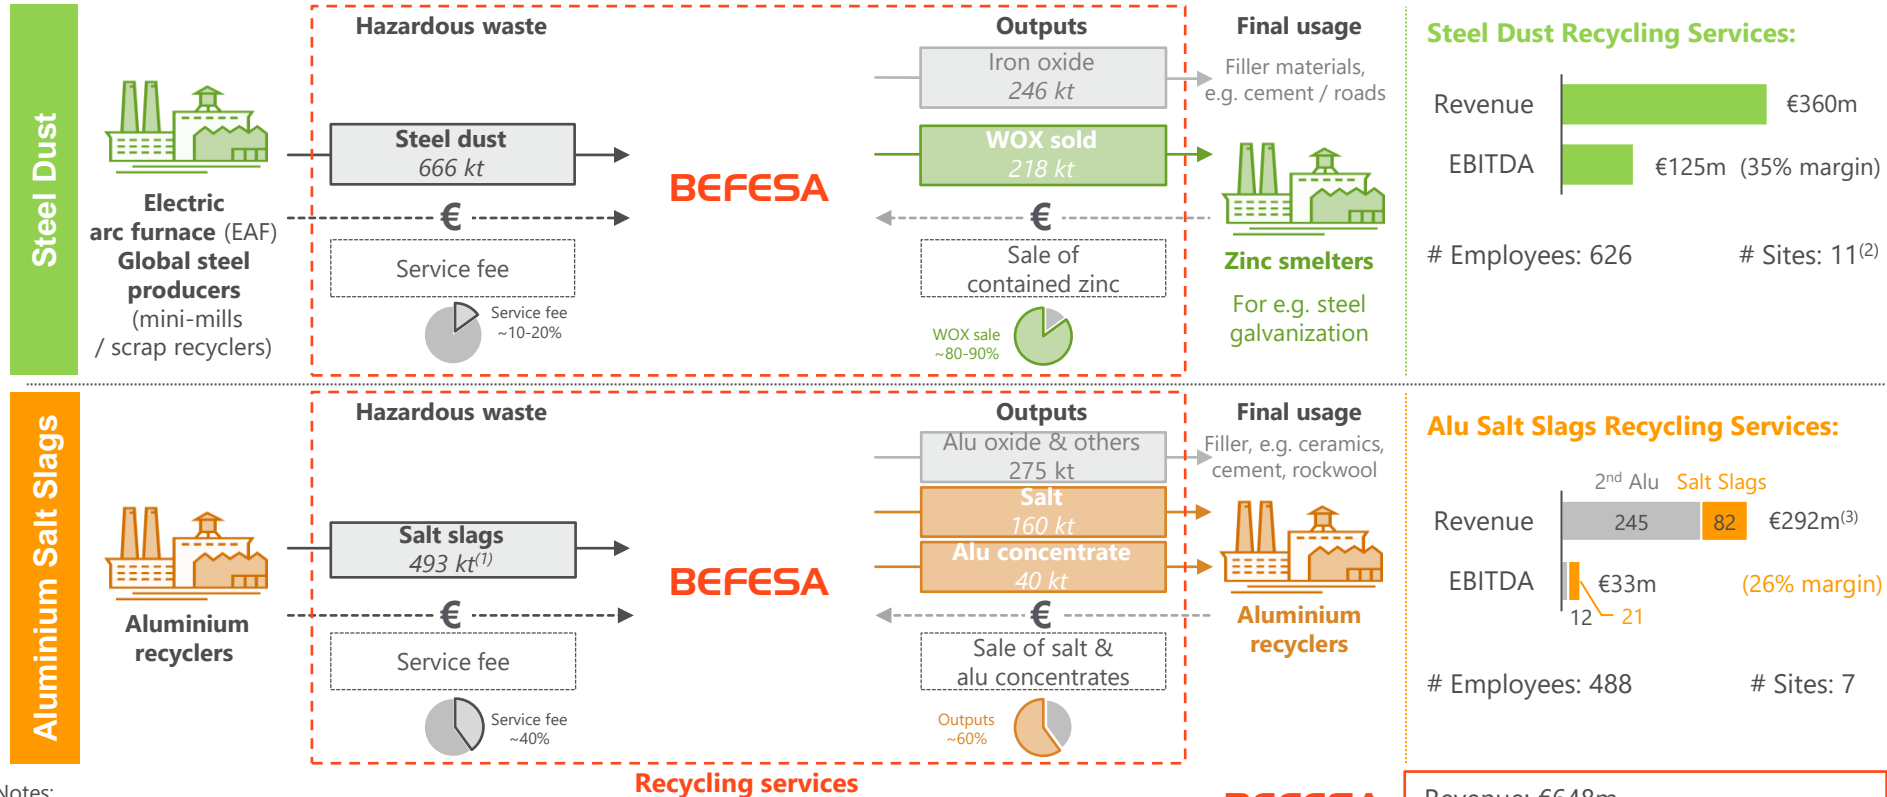 Steel Dust
Hazardous waste
Outputs
Final usage
Steel Dust Recycling Services:
Iron oxide
246 kt
Filler materials,
e.g. cement / roads
Steel dust
666 kt
BEFESA
WOX sold
218 kt
Revenue
€360m
EBITDA
€125m (35% margin)
Electric
arc furnace (EAF)
Global steel
producers
(mini-mills
/ scrap recyclers)
€
€
Service fee
Sale of
contained zinc
Zinc smelters
For e.g. steel
galvanization
# Employees: 626
# Sites: 11(2)
Service fee
~10-20%
WOX sale
~80-90%
Aluminium Salt Slags
Hazardous waste
Outputs
Final usage
Alu Salt Slags Recycling Services:
Alu oxide & others
275 kt
Filler, e.g. ceramics,
cement, rockwool
Salt slags
493 kt(1)
BEFESA
Salt
160 kt
Alu concentrate
40 kt
2nd Alu Salt Slags
Revenue
245
82
€292m(3)
EBITDA
€33m
(26% margin)
12
21
Aluminium
recyclers
€
€
Service fee
Sale of salt &
alu concentrates
Aluminium
recyclers
# Employees: 488
# Sites: 7
Service fee
~40%
Outputs
~60%
Recycling services
Notes:
BEFESA
Revenue: €648m